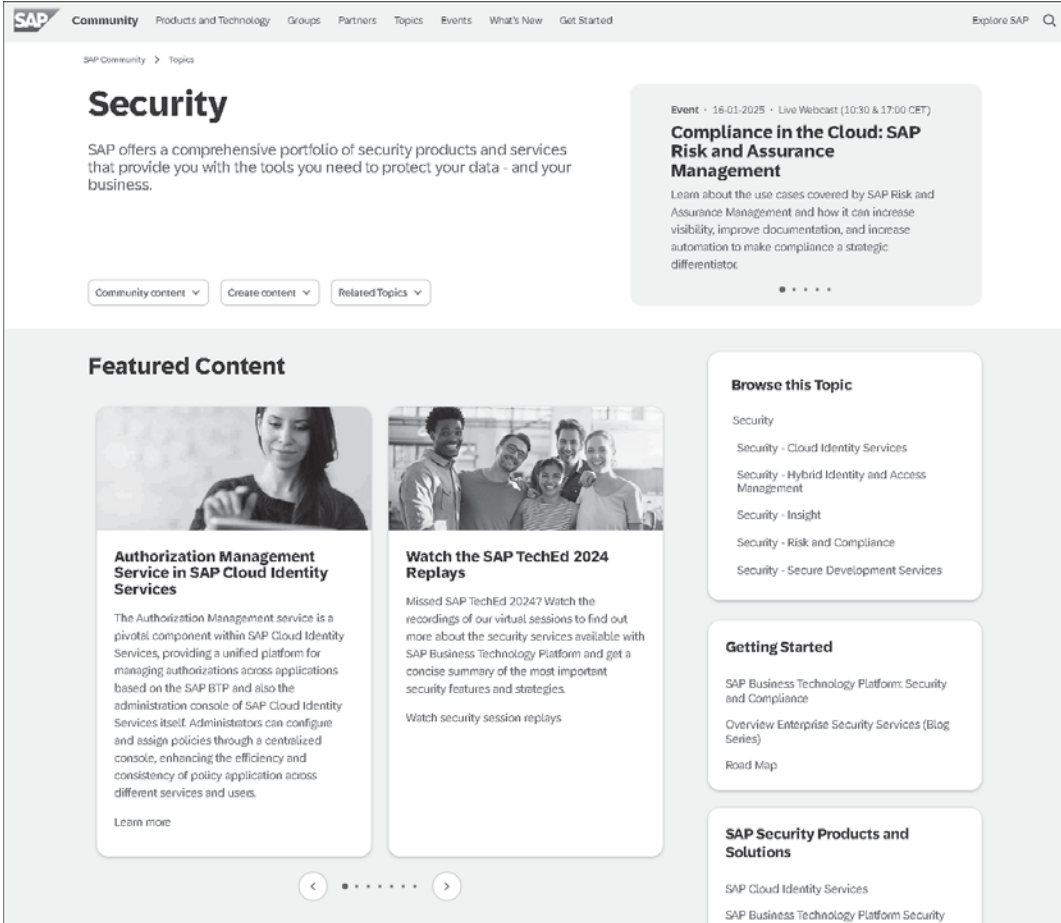 SAP Community Products and Technology Groups Partners Topics Events What's New Get Started Explore SAP
SAP Community > Topics
Security
SAP offers a comprehensive portfolio of security products and services
that provide you with the tools you need to protect your data - and your
business.
Community content
Create content
Related Topics
Event · 16-01-2025 · Live Webcast (10:30 & 17:00 CET)
Compliance in the Cloud: SAP
Risk and Assurance
Management
Learn about the use cases covered by SAP Risk and
Assurance Management and how it can increase
visibility, improve documentation, and increase
automation to make compliance a strategic
differentiator.
Featured Content
Authorization Management
Service in SAP Cloud Identity
Services
The Authorization Management service is a
pivotal component within SAP Cloud Identity
Services, providing a unified platform for
managing authorizations across applications
based on the SAP BTP and also the
administration console of SAP Cloud Identity
Services itself. Administrators can configure
and assign policies through a centralized
console, enhancing the efficiency and
consistency of policy application across
different services and users.
Learn more
Watch the SAP TechEd 2024
Replays
Missed SAP TechEd 2024? Watch the
recordings of our virtual sessions to find out
more about the security services available with
SAP Business Technology Platform and get a
concise summary of the most important
security features and strategies.
Watch security session replays
Browse this Topic
Security
Security - Cloud Identity Services
Security - Hybrid Identity and Access
Management
Security - Insight
Security - Risk and Compliance
Security - Secure Development Services
Getting Started
SAP Business Technology Platform: Security
and Compliance
Overview Enterprise Security Services (Blog
Series)
Road Map
SAP Security Products and
Solutions
SAP Cloud Identity Services
SAP Business Technology Platform Security